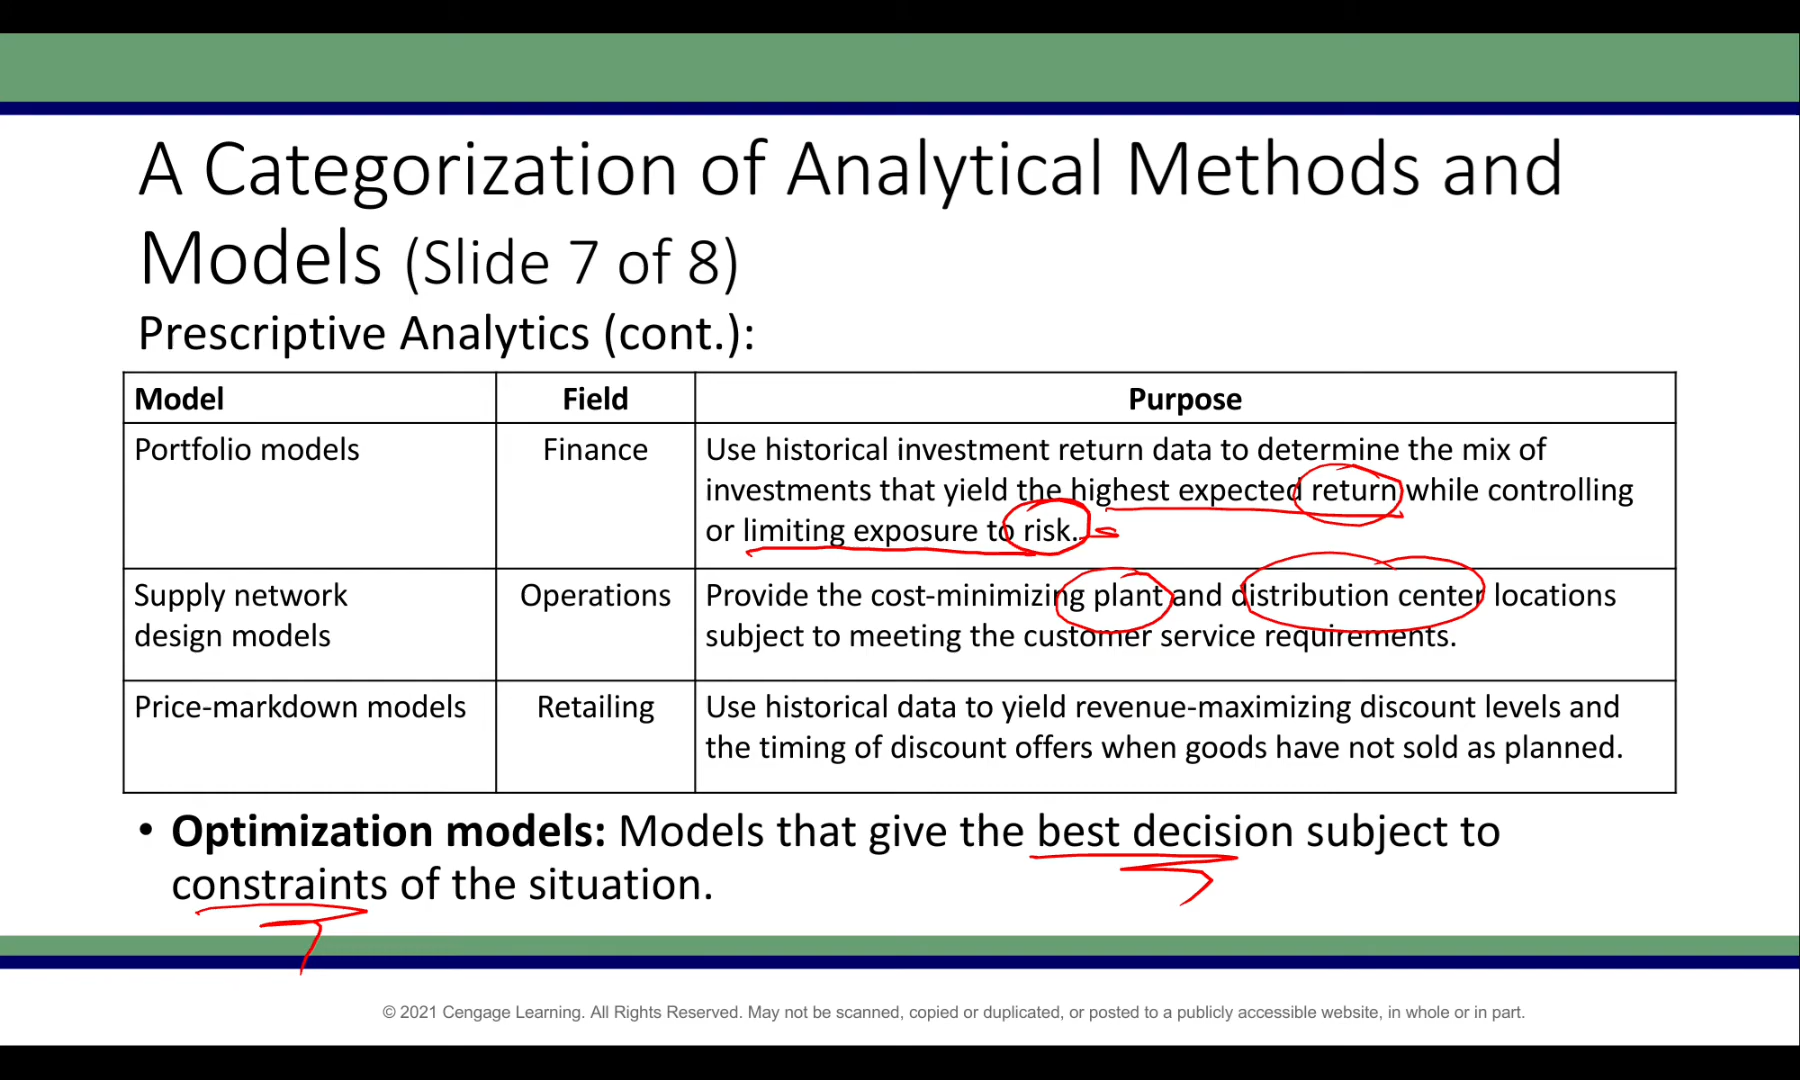 A Categorization of Analytical Methods and
Models (Slide 7 of 8)
Prescriptive Analytics (cont.):
Model Field Purpose
Portfolio models Finance Use historical investment return data to determine the mix of
investments that yield the highest expected return while controlling
or limiting exposure to risk.
Supply network Operations Provide the cost-minimizing plant and distribution center locations
design models subject to meeting the customer service requirements.
Price-markdown models Retailing Use historical data to yield revenue-maximizing discount levels and
the timing of discount offers when goods have not sold as planned.
• Optimization models: Models that give the best decision subject to
constraints of the situation.
© 2021 Cengage Learning. All Rights Reserved. May not be scanned, copied or duplicated, or posted to a publicly accessible website, in whole or in part.